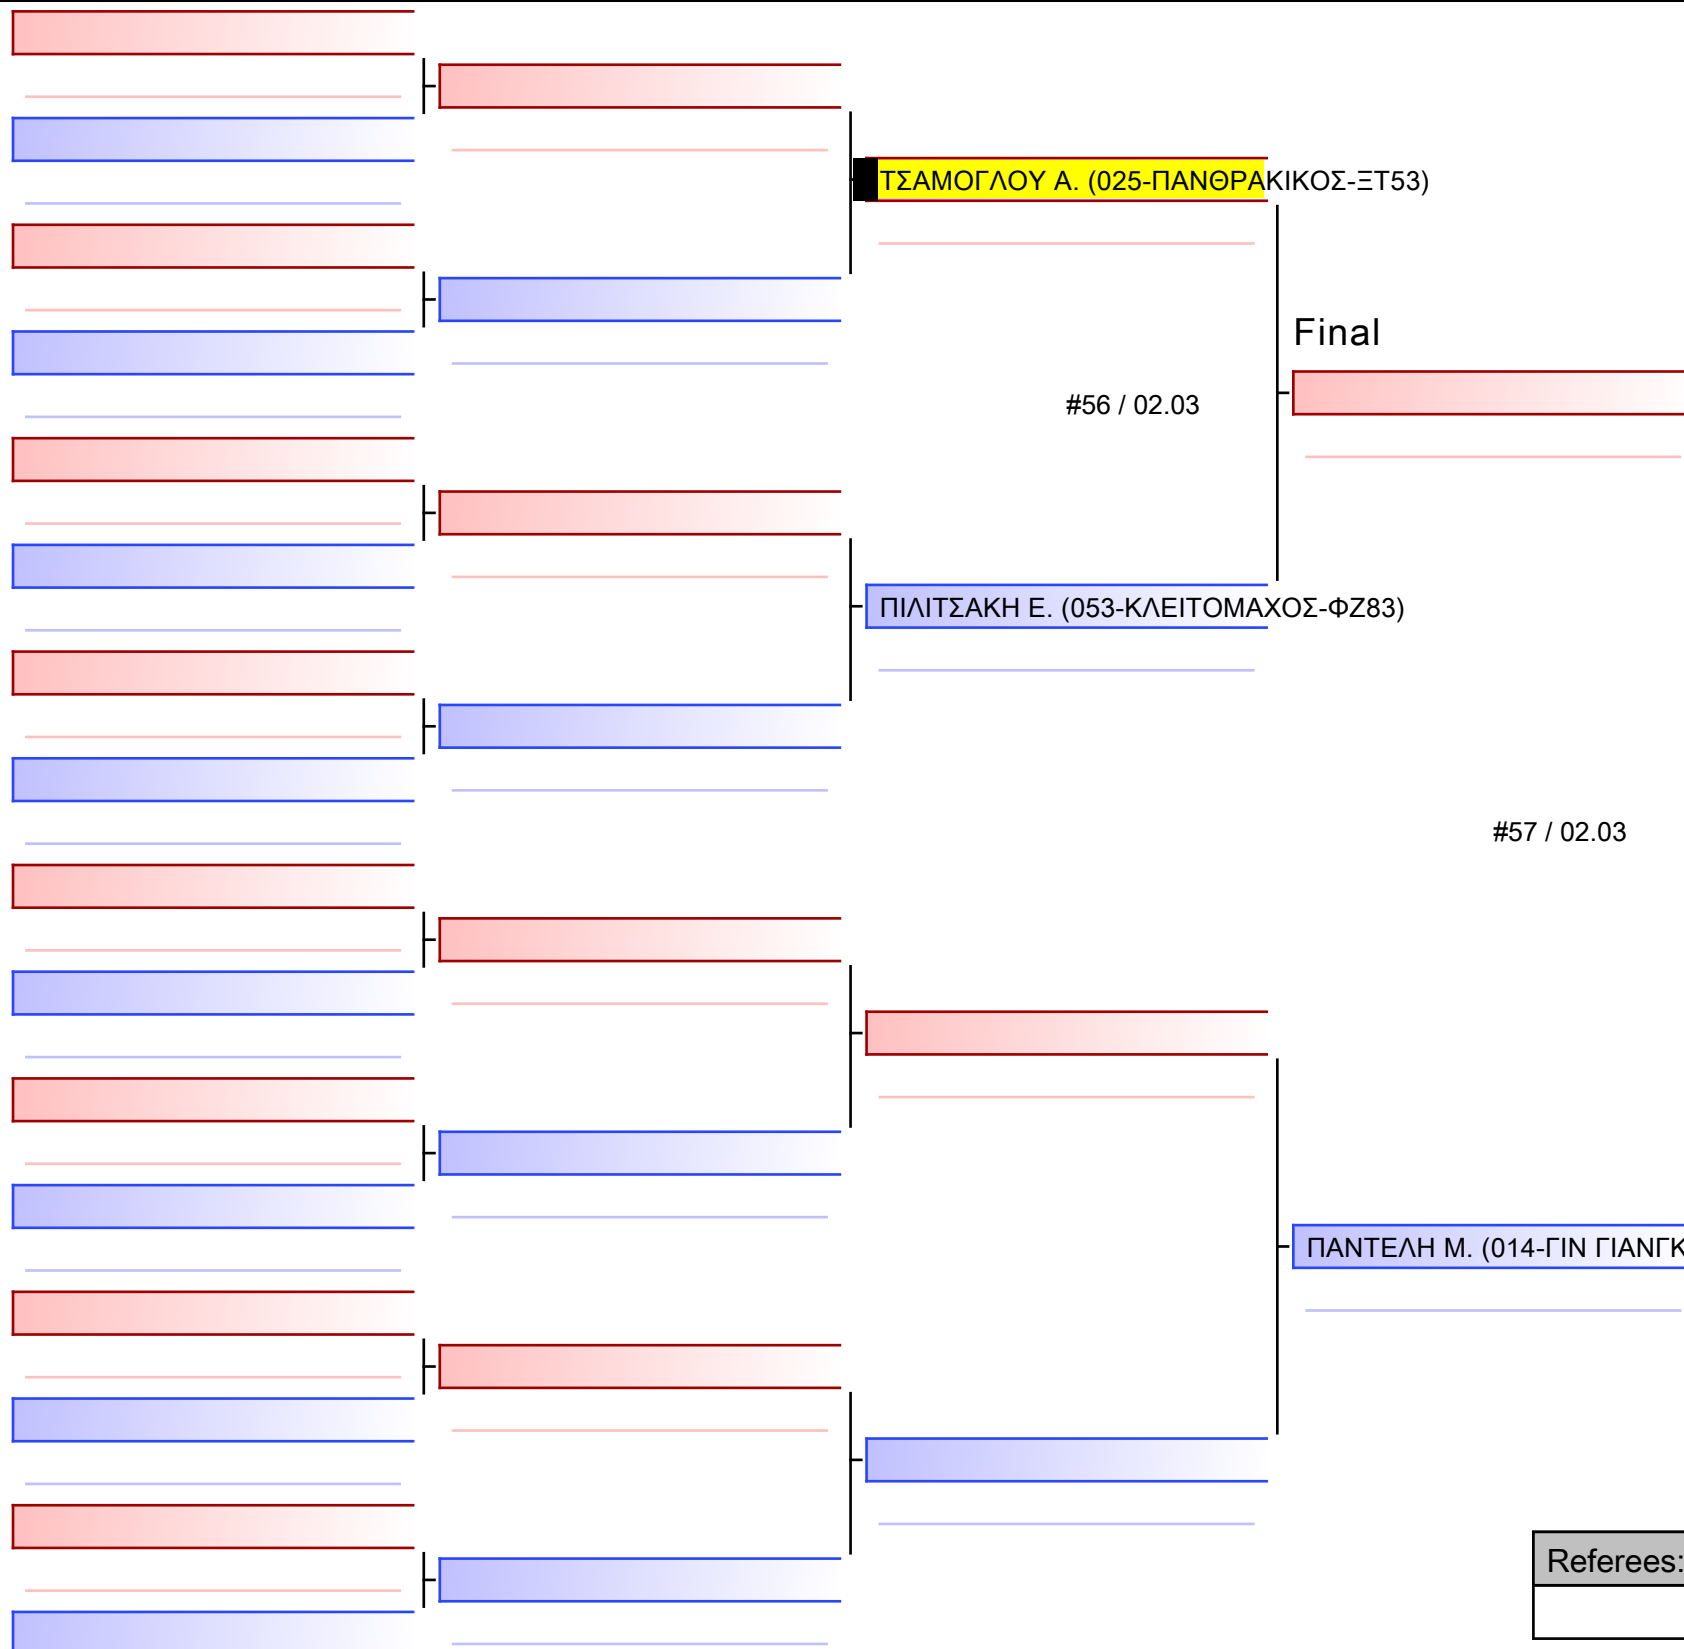 ΤΣΑΜΟΓΛΟΥ Α. (025-ΠΑΝΘΡΑΚΙΚΟΣ-ΞΤ53)
Final
#56 / 02.03
ΠΙΛΙΤΣΑΚΗ Ε. (053-ΚΛΕΙΤΟΜΑΧΟΣ-ΦΖ83)
#57 / 02.03
ΠΑΝΤΕΛΗ Μ. (014-ΓΙΝ ΓΙΑΝΓΚ
Referees: